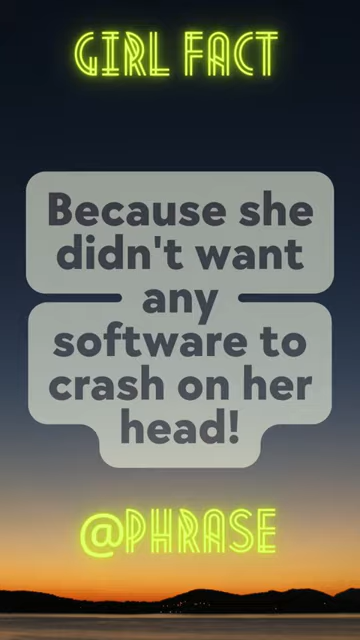 GIRL FACT
Because she
didn't want
any
software to
crash on her
head!
@PHRASE